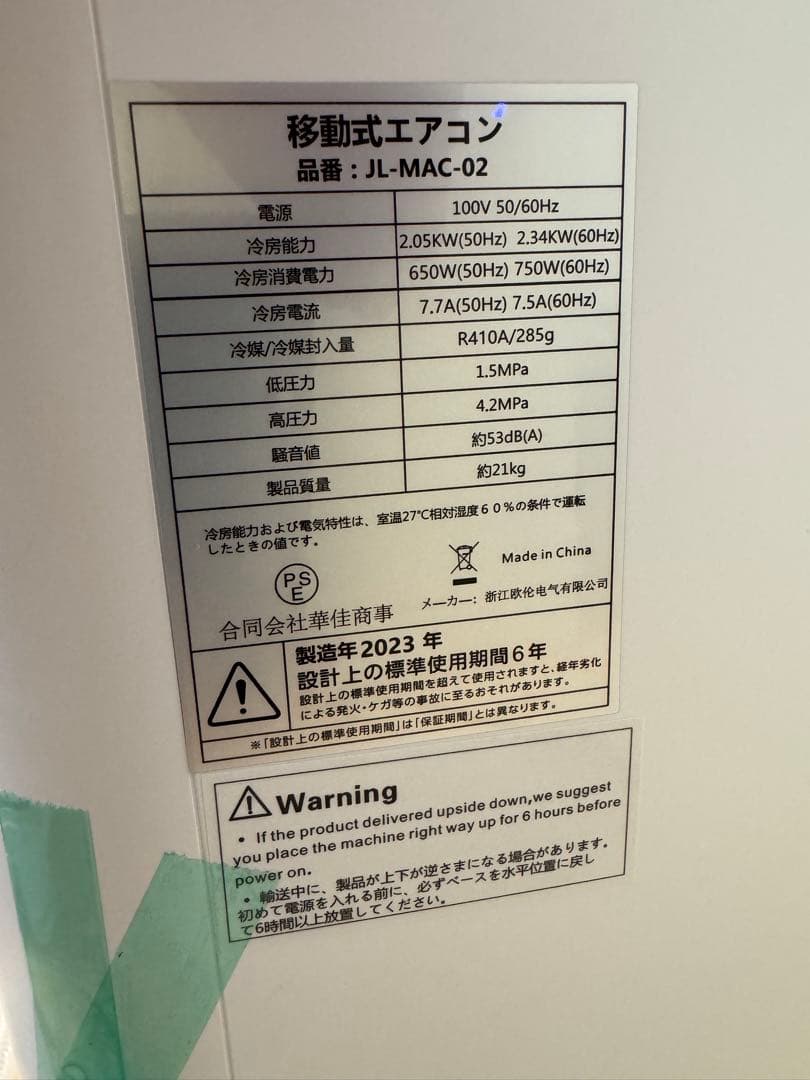 移動式エアコン
品番：JL-MAC-02
電源 100V 50/60Hz
冷房能力 2.05KW(50Hz) 2.34KW(60Hz)
冷房消費電力 650W(50Hz) 750W(60Hz)
冷房電流 7.7A(50Hz) 7.5A(60Hz)
冷媒/冷媒封入量 R410A/285g
低圧力 1.5MPa
高圧力 4.2MPa
騒音値 約53dB(A)
製品質量 約21kg
冷房能力および電気特性は、室温27℃相対湿度６０％の条件で運転
したときの値です。
PS
E
Made in China
合同会社華佳商事
メーカー：浙江欧伦电气有限公司
製造年2023 年
設計上の標準使用期間６年
設計上の標準使用期間を超えて使用されますと、経年劣化
による発火・ケガ等の事故に至るおそれがあります。
※「設計上の標準使用期間」は「保証期間」とは異なります。
Warning
• If the product delivered upside down,we suggest
you place the machine right way up for 6 hours before
power on.
• 輸送中に、製品が上下が逆さまになる場合があります。
初めて電源を入れる前に、必ずベースを水平位置に戻し
て6時間以上放置してください。